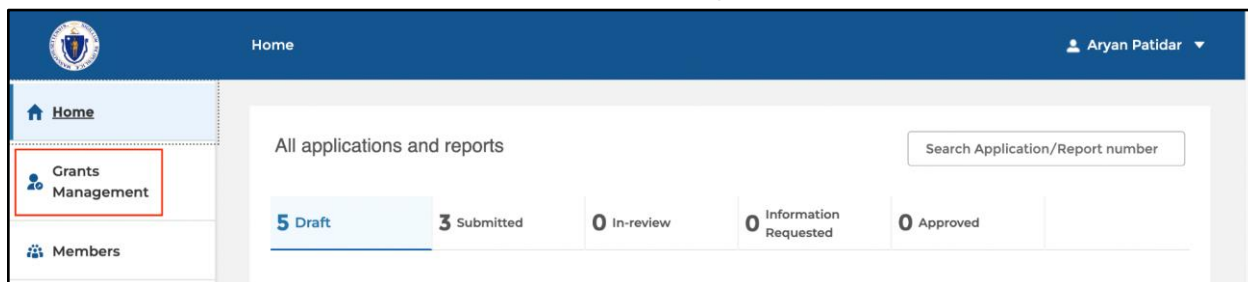 Home
Aryan Patidar
Home
Grants
Management
Members
All applications and reports
Search Application/Report number
5 Draft
3 Submitted
0 In-review
0 Information
Requested
0 Approved